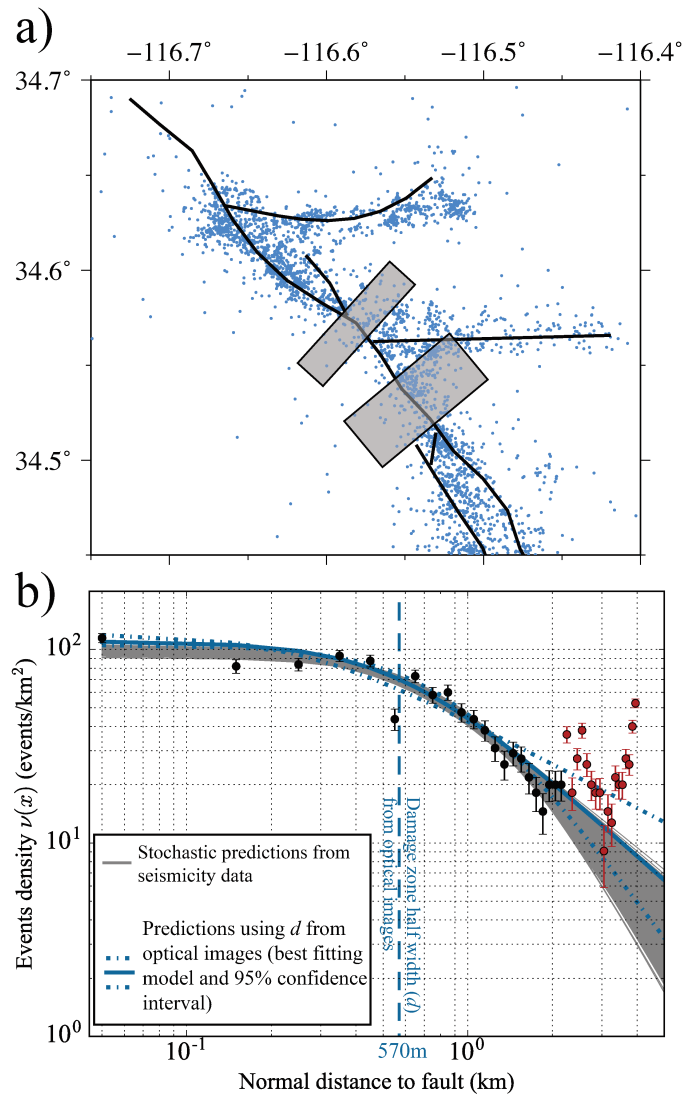 a)
−116.7° −116.6° −116.5° −116.4°
34.7°
34.6°
34.5°
b)
Events density ν(x) (events/km²)
10²
10¹
10⁰
Stochastic predictions from
seismicity data
Predictions using d from
optical images (best fitting
model and 95% confidence
interval)
Damage zone half width (d)
from optical images
10⁻¹ 570m 10⁰
Normal distance to fault (km)